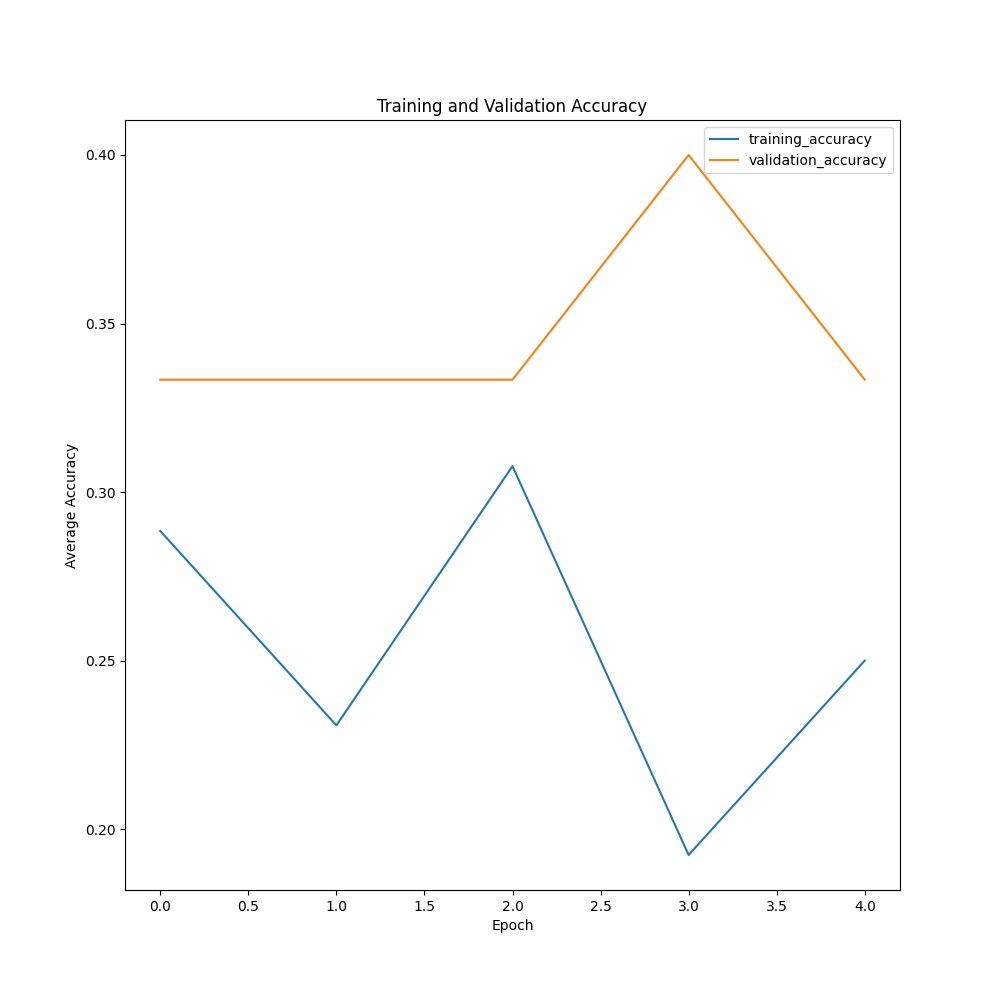 Training and Validation Accuracy
training_accuracy
validation_accuracy
0.40
0.35
0.30
0.25
0.20
Average Accuracy
0.0 0.5 1.0 1.5 2.0 2.5 3.0 3.5 4.0
Epoch